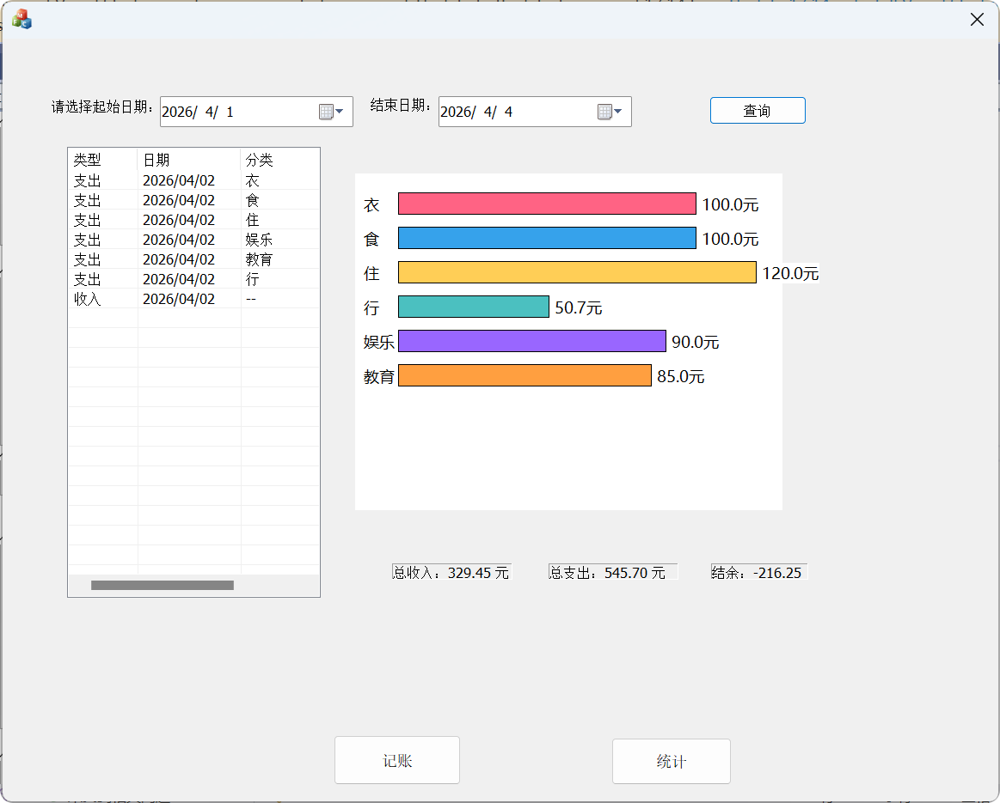 请选择起始日期： 2026/ 4/ 1 结束日期： 2026/ 4/ 4 查询
类型 日期 分类
支出 2026/04/02 衣
支出 2026/04/02 食
支出 2026/04/02 住
支出 2026/04/02 娱乐
支出 2026/04/02 教育
支出 2026/04/02 行
收入 2026/04/02 --
衣 100.0元
食 100.0元
住 120.0元
行 50.7元
娱乐 90.0元
教育 85.0元
总收入：329.45 元 总支出：545.70 元 结余：-216.25
记账 统计